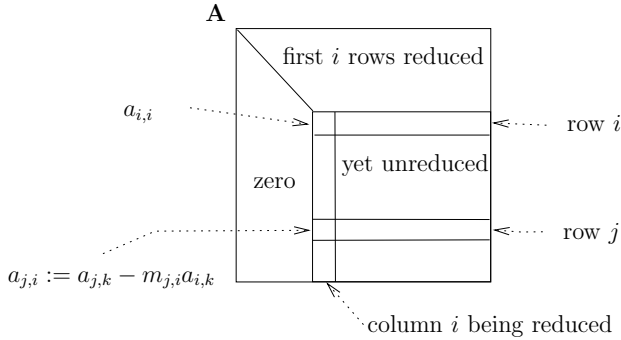 A
first i rows reduced
a_{i,i}
row i
yet unreduced
zero
row j
a_{j,i} := a_{j,k} − m_{j,i}a_{i,k}
column i being reduced